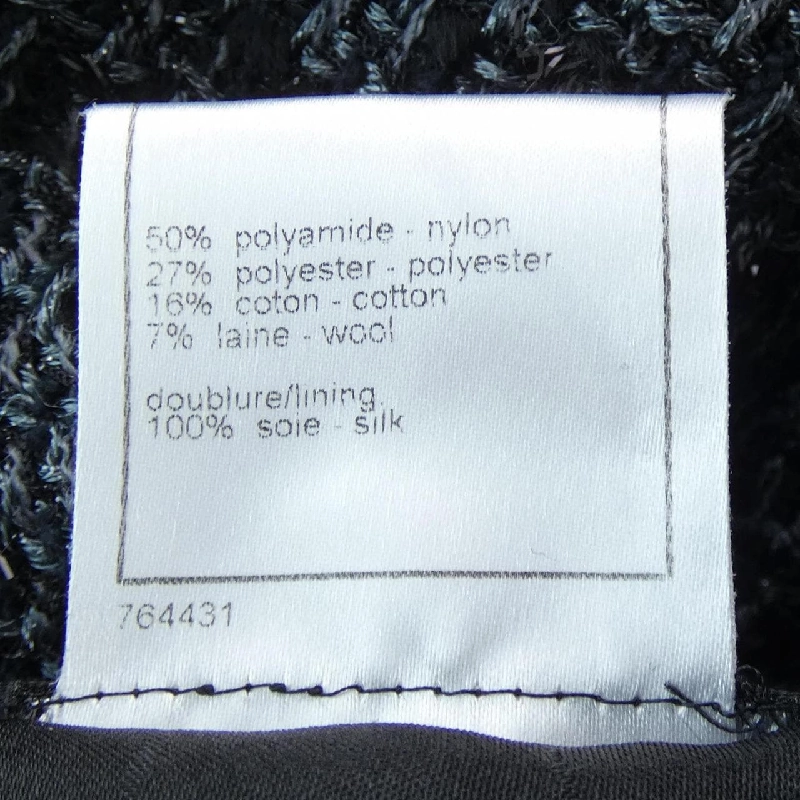 50% polyamide - nylon
27% polyester - polyester
16% coton - cotton
7% laine - wool
doublure/lining
100% soie - silk
764431